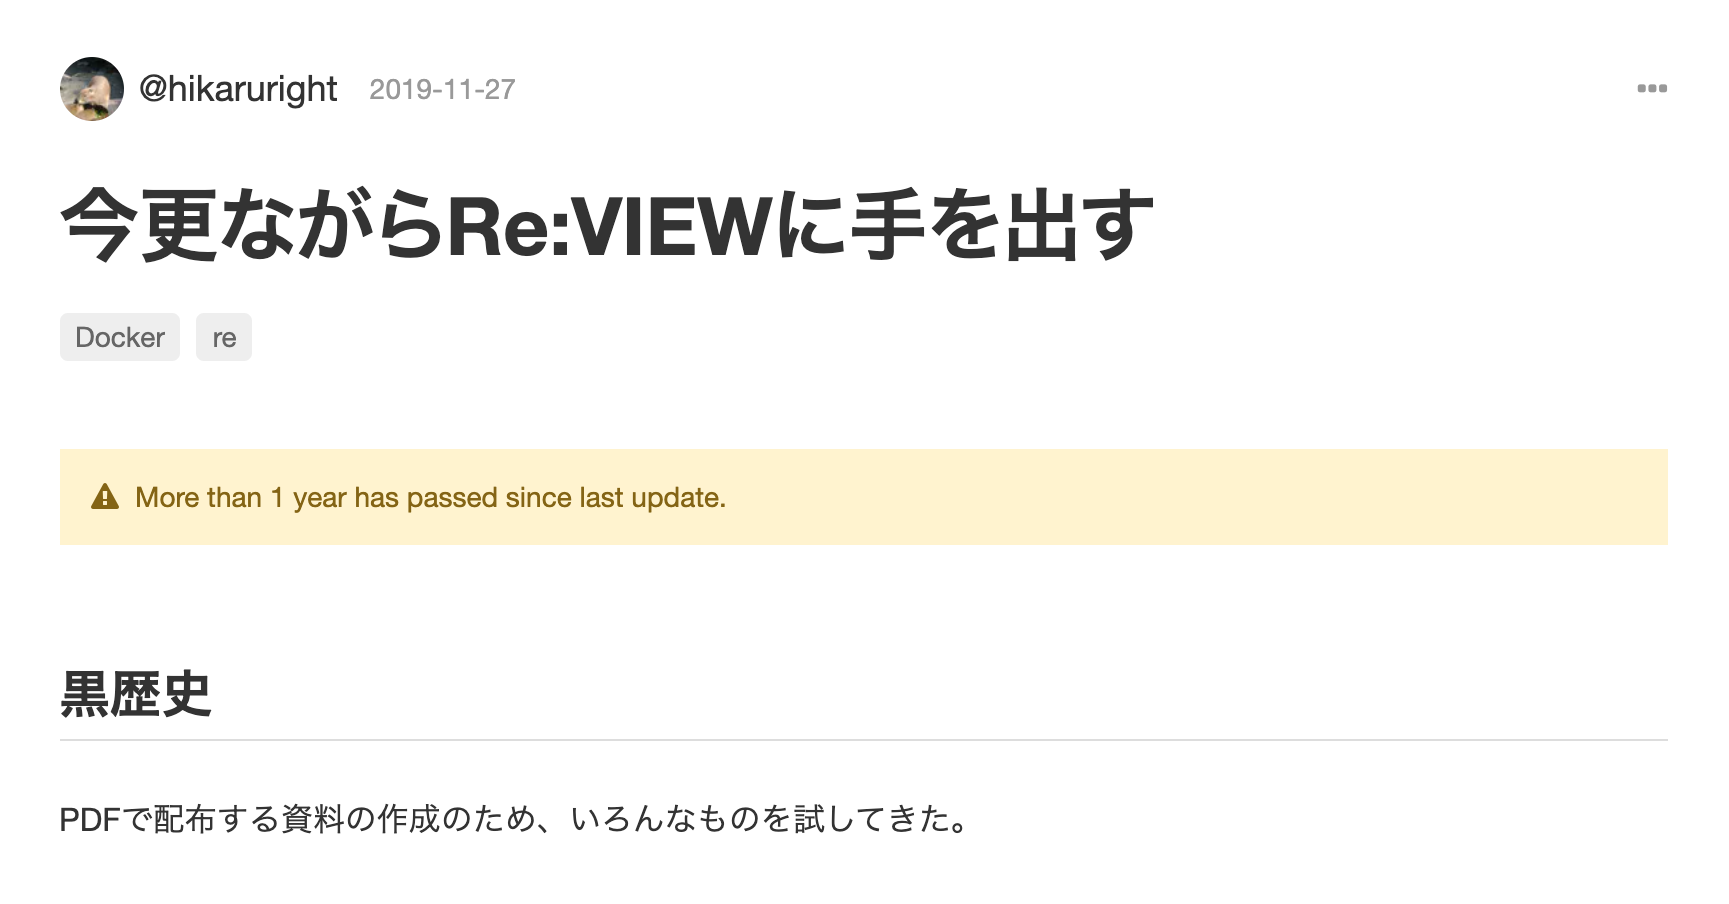 @hikaruright 2019-11-27
今更ながらRe:VIEWに手を出す
Docker re
More than 1 year has passed since last update.
黒歴史
PDFで配布する資料の作成のため、いろんなものを試してきた。